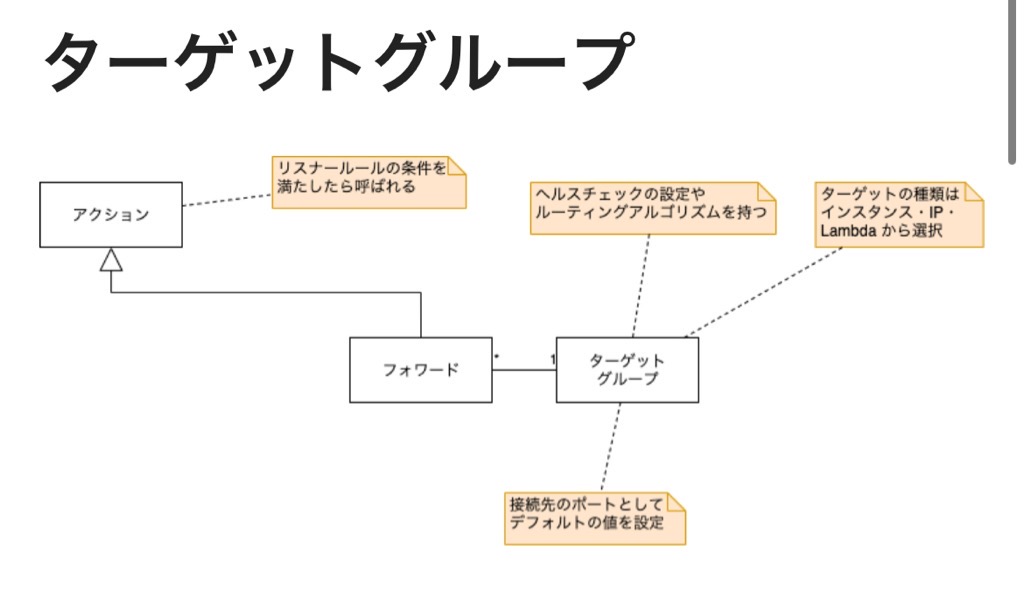 ターゲットグループ
リスナールールの条件を
満たしたら呼ばれる
アクション
ヘルスチェックの設定や
ルーティングアルゴリズムを持つ
ターゲットの種類は
インスタンス・IP・
Lambda から選択
フォワード
*
1
ターゲット
グループ
接続先のポートとして
デフォルトの値を設定